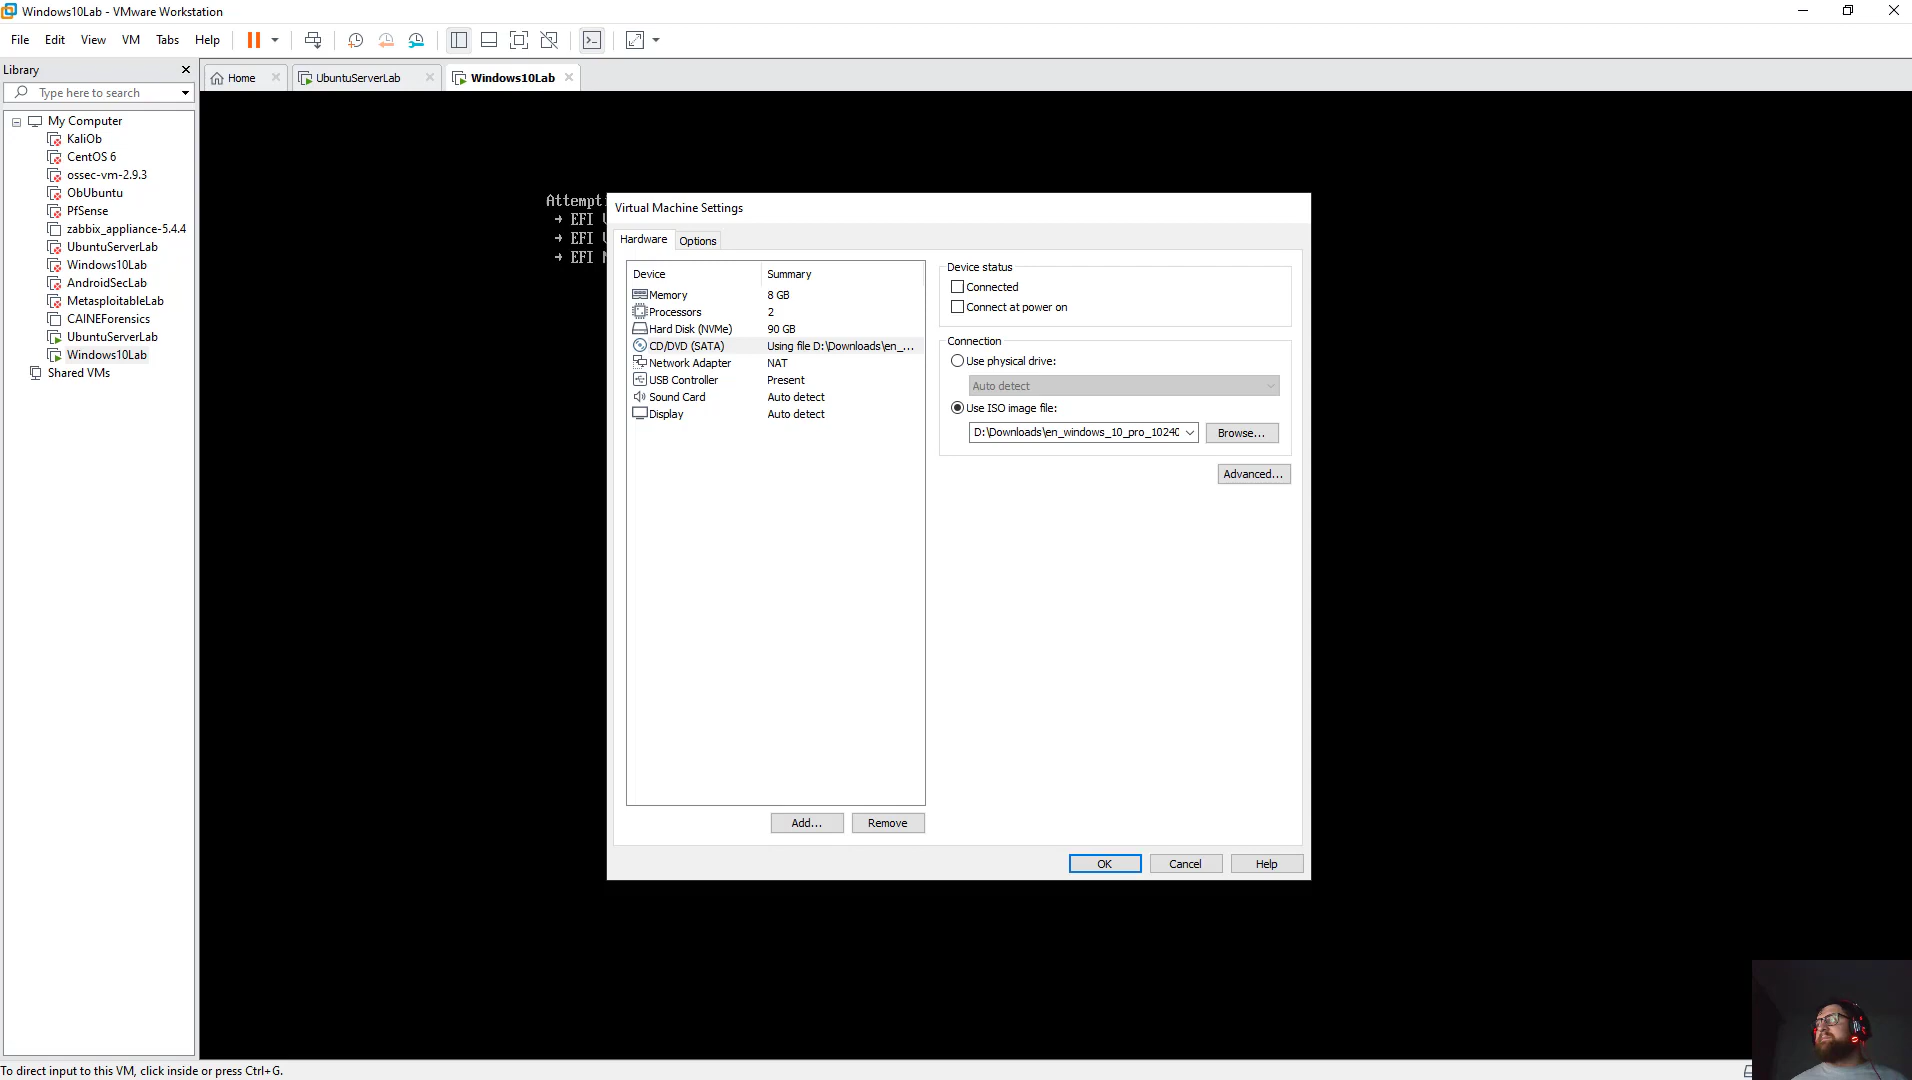 Windows10Lab - VMware Workstation
File Edit View VM Tabs Help
Library
Type here to search
My Computer
KaliOb
CentOS 6
ossec-vm-2.9.3
ObUbuntu
PfSense
zabbix_appliance-5.4.4
UbuntuServerLab
Windows10Lab
AndroidSecLab
MetasploitableLab
CAINEForensics
UbuntuServerLab
Windows10Lab
Shared VMs
Home UbuntuServerLab Windows10Lab
Attempti
→ EFI
→ EFI
→ EFI
Virtual Machine Settings
Hardware Options
Device Summary
Memory 8 GB
Processors 2
Hard Disk (NVMe) 90 GB
CD/DVD (SATA) Using file D:\Downloads\en_...
Network Adapter NAT
USB Controller Present
Sound Card Auto detect
Display Auto detect
Add... Remove
Device status
Connected
Connect at power on
Connection
Use physical drive:
Auto detect
Use ISO image file:
D:\Downloads\en_windows_10_pro_10240 Browse...
Advanced...
OK Cancel Help
To direct input to this VM, click inside or press Ctrl+G.